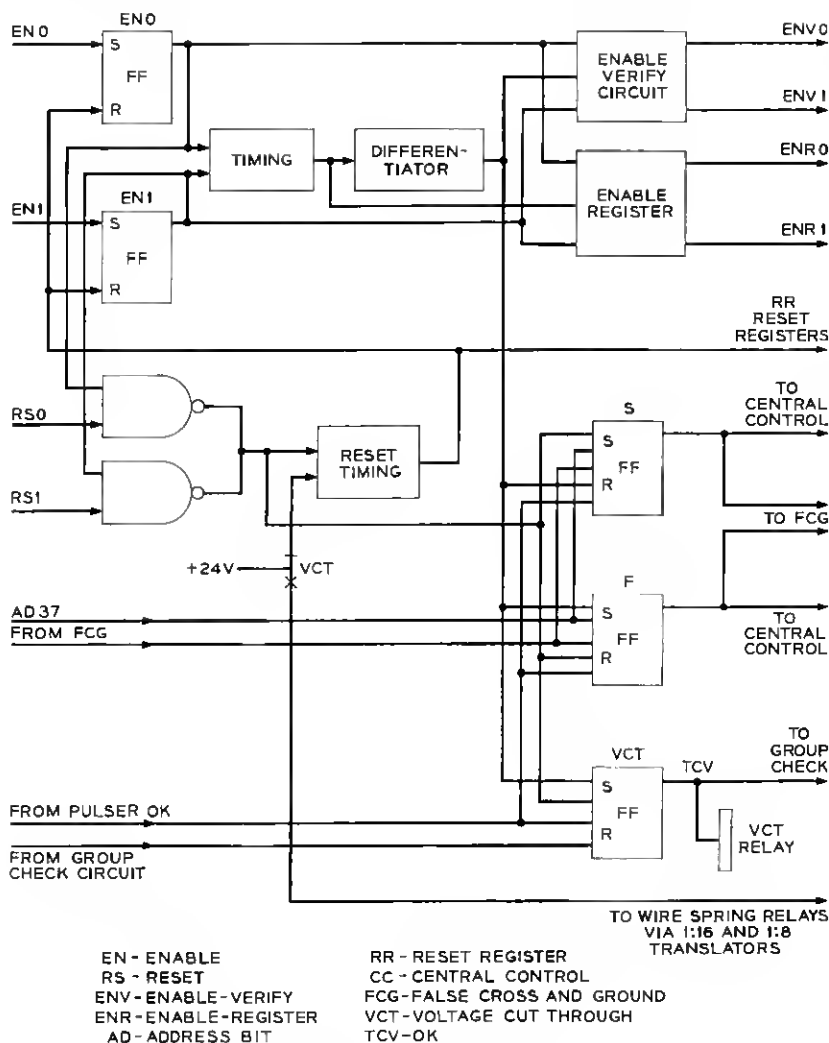 EN0
EN0
S
FF
R
EN1
EN1
S
FF
R
TIMING
DIFFEREN-
TIATOR
ENABLE
VERIFY
CIRCUIT
ENV0
ENV1
ENABLE
REGISTER
ENR0
ENR1
RR
RESET
REGISTERS
RS0
RS1
RESET
TIMING
+24V
VCT
S
S
FF
R
TO
CENTRAL
CONTROL
TO FCG
AD37
FROM FCG
F
S
FF
R
TO
CENTRAL
CONTROL
FROM PULSER OK
FROM GROUP
CHECK CIRCUIT
VCT
S
FF
R
TCV
TO
GROUP
CHECK
VCT
RELAY
TO WIRE SPRING RELAYS
VIA 1:16 AND 1:8
TRANSLATORS
EN-ENABLE
RS-RESET
ENV-ENABLE-VERIFY
ENR-ENABLE-REGISTER
AD-ADDRESS BIT
RR-RESET REGISTER
CC-CENTRAL CONTROL
FCG-FALSE CROSS AND GROUND
VCT-VOLTAGE CUT THROUGH
TCV-OK